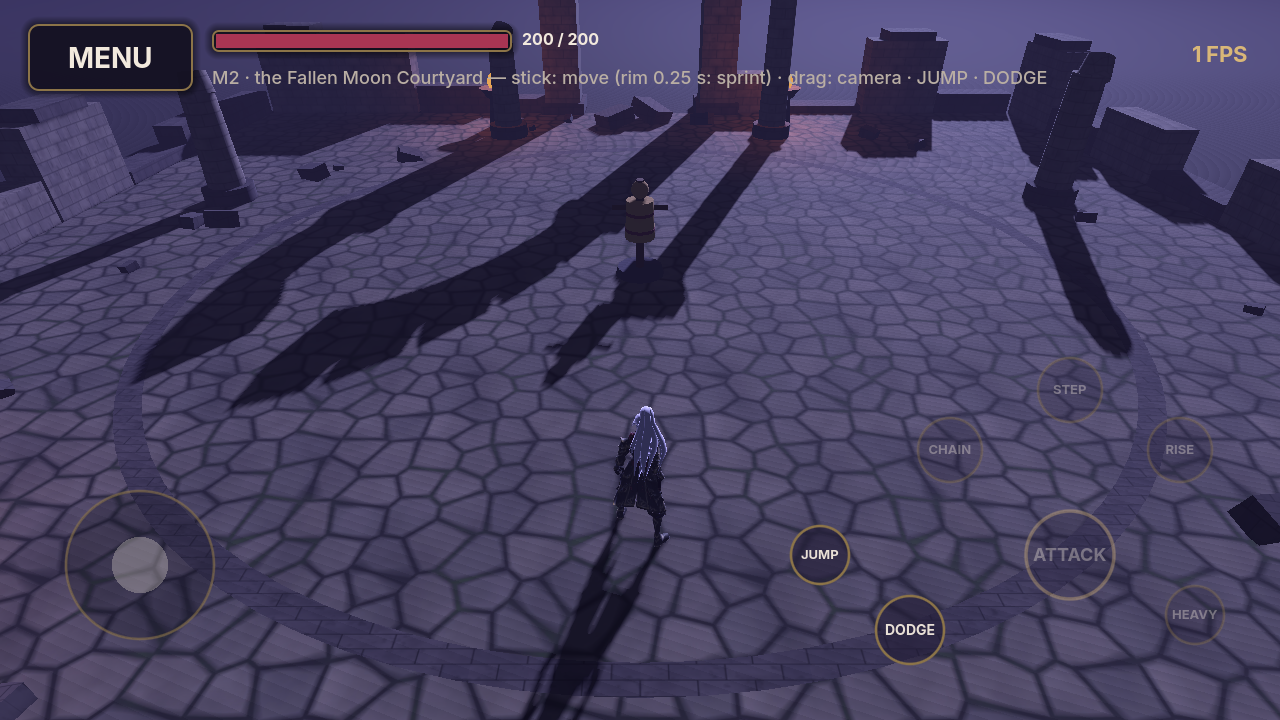 MENU
200 / 200
1 FPS
M2 · the Fallen Moon Courtyard — stick: move (rim 0.25 s: sprint) · drag: camera · JUMP · DODGE
STEP
CHAIN
RISE
JUMP
ATTACK
HEAVY
DODGE